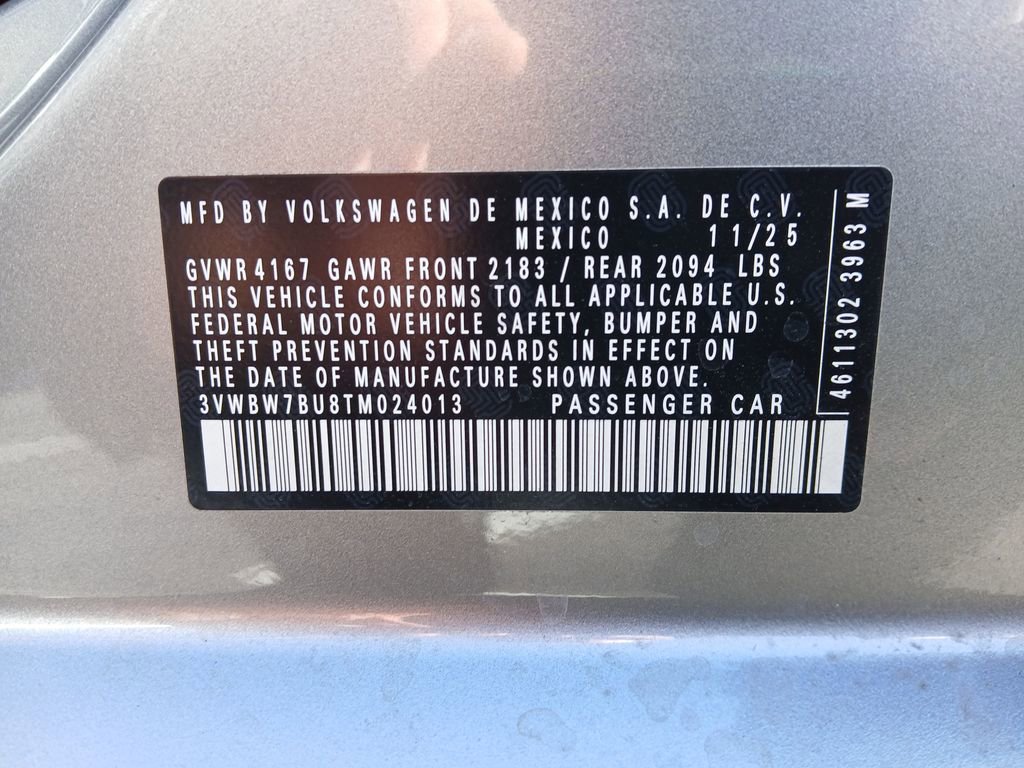 MFD BY VOLKSWAGEN DE MEXICO S.A. DE C.V.
MEXICO 11/25
GVWR 4167 GAWR FRONT 2183 / REAR 2094 LBS
THIS VEHICLE CONFORMS TO ALL APPLICABLE U.S.
FEDERAL MOTOR VEHICLE SAFETY, BUMPER AND
THEFT PREVENTION STANDARDS IN EFFECT ON
THE DATE OF MANUFACTURE SHOWN ABOVE.
3VWBW7BU8TM024013 PASSENGER CAR
4611302 3963 M